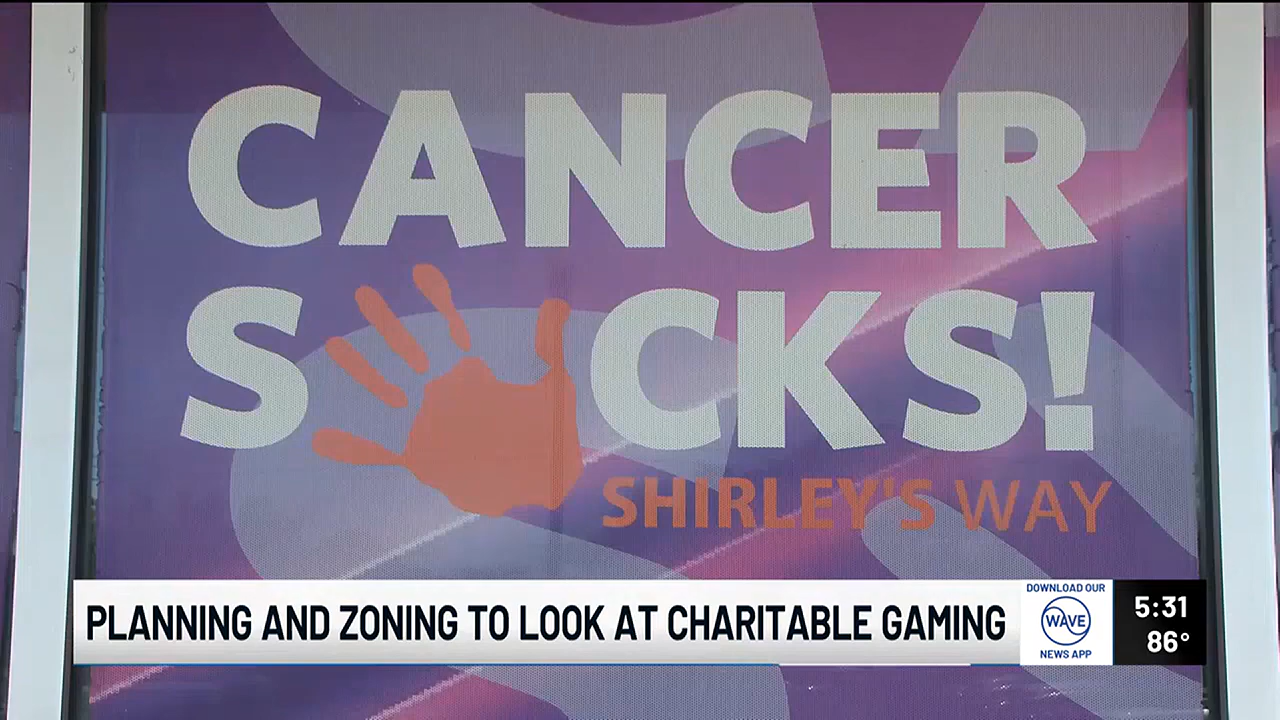 CANCER
S CKS!
SHIRLEY'S WAY
PLANNING AND ZONING TO LOOK AT CHARITABLE GAMING
DOWNLOAD OUR
WAVE
NEWS APP
5:31
86°